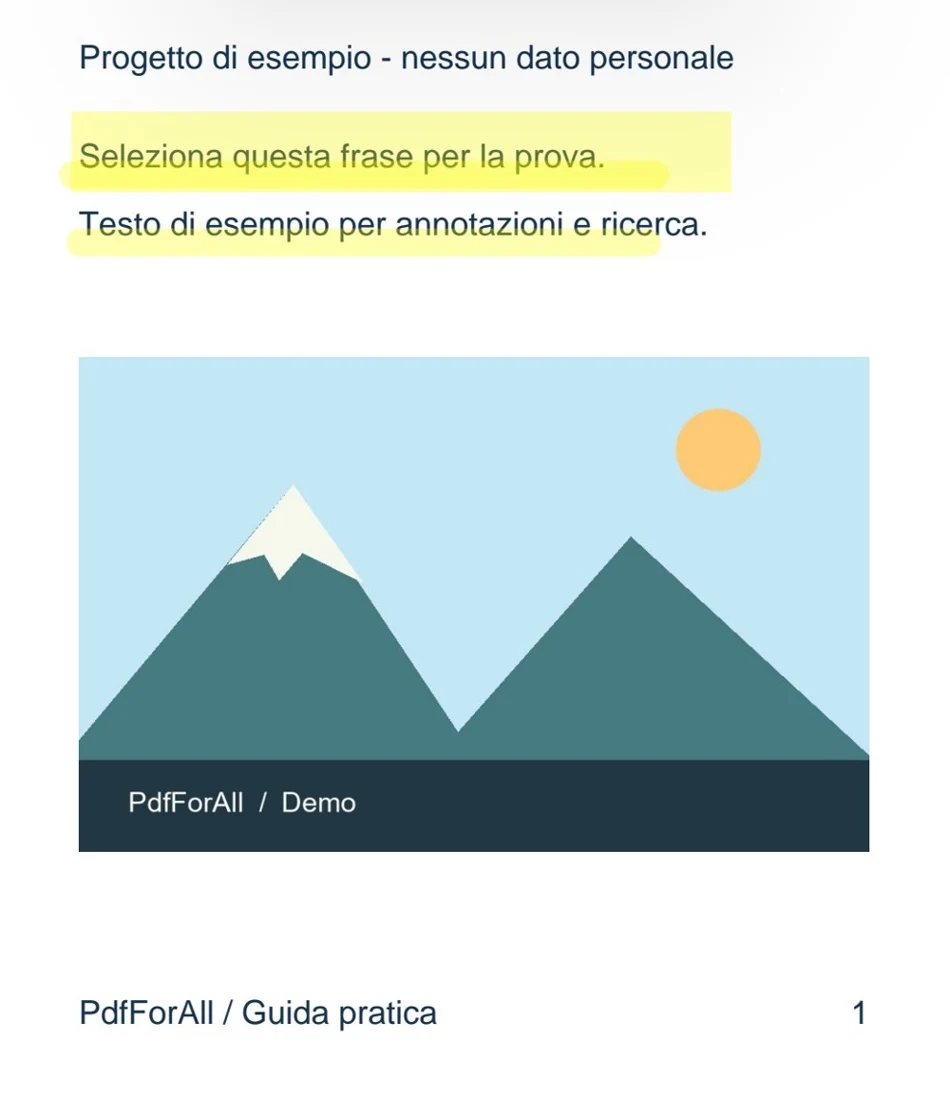 Progetto di esempio - nessun dato personale
Seleziona questa frase per la prova.
Testo di esempio per annotazioni e ricerca.
PdfForAll / Demo
PdfForAll / Guida pratica 1